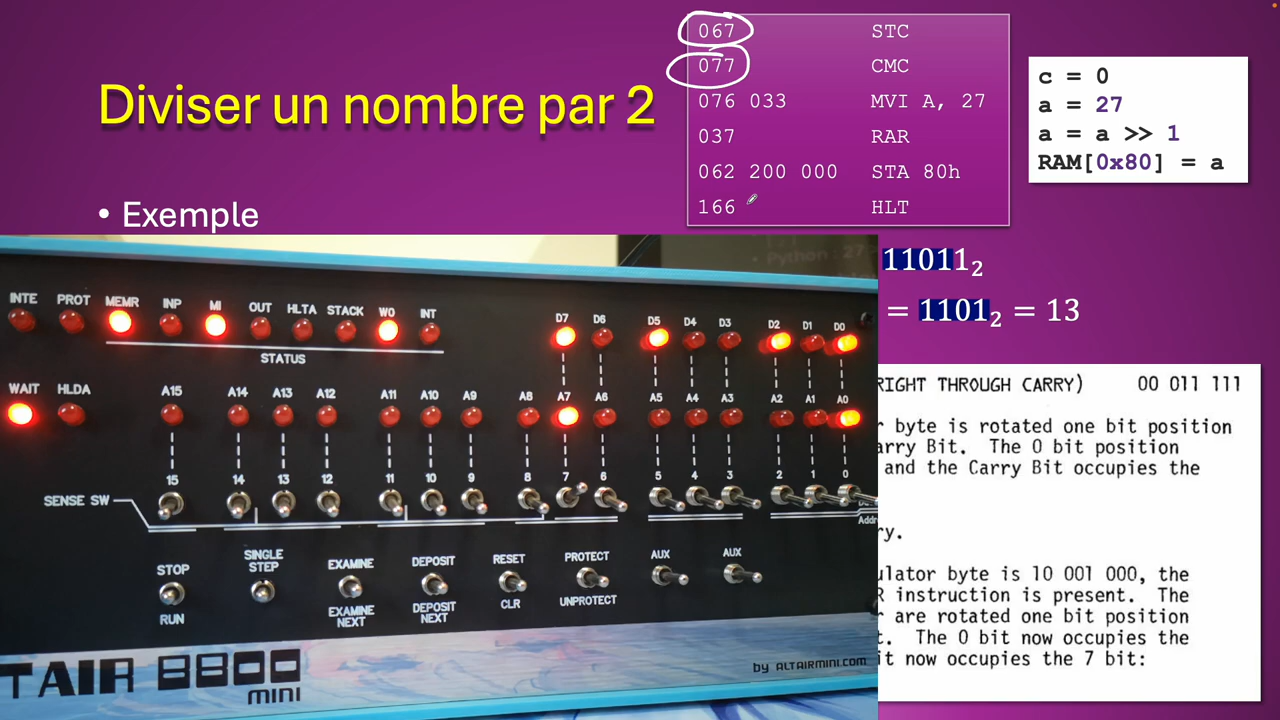 067 STC
077 CMC
076 033 MVI A, 27
037 RAR
062 200 000 STA 80h
166 HLT
c = 0
a = 27
a = a >> 1
RAM[0x80] = a
Diviser un nombre par 2
• Exemple
11011₂
= 1101₂ = 13
INTE PROT MEMR INP MI OUT HLTA STACK WO INT
D7 D6 D5 D4 D3 D2 D1 D0
STATUS
WAIT HLDA A15 A14 A13 A12 A11 A10 A9 A8 A7 A6 A5 A4 A3 A2 A1 A0
15 14 13 12 11 10 9 8 7 6 5 4 3 2 1 0
SENSE SW
Addr
STOP SINGLE STEP EXAMINE DEPOSIT RESET PROTECT AUX AUX
RUN EXAMINE NEXT DEPOSIT NEXT CLR UNPROTECT
TAIR 8800
mini
by ALTAIRMINI.COM
RIGHT THROUGH CARRY) 00 011 111
r byte is rotated one bit position
arry Bit. The 0 bit position
and the Carry Bit occupies the
ry.
ulator byte is 10 001 000, the
R instruction is present. The
r are rotated one bit position
t. The 0 bit now occupies the
it now occupies the 7 bit: